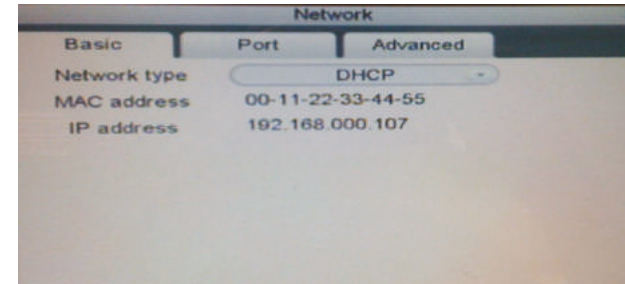 Network
Basic Port Advanced
Network type DHCP
MAC address 00-11-22-33-44-55
IP address 192.168.000.107